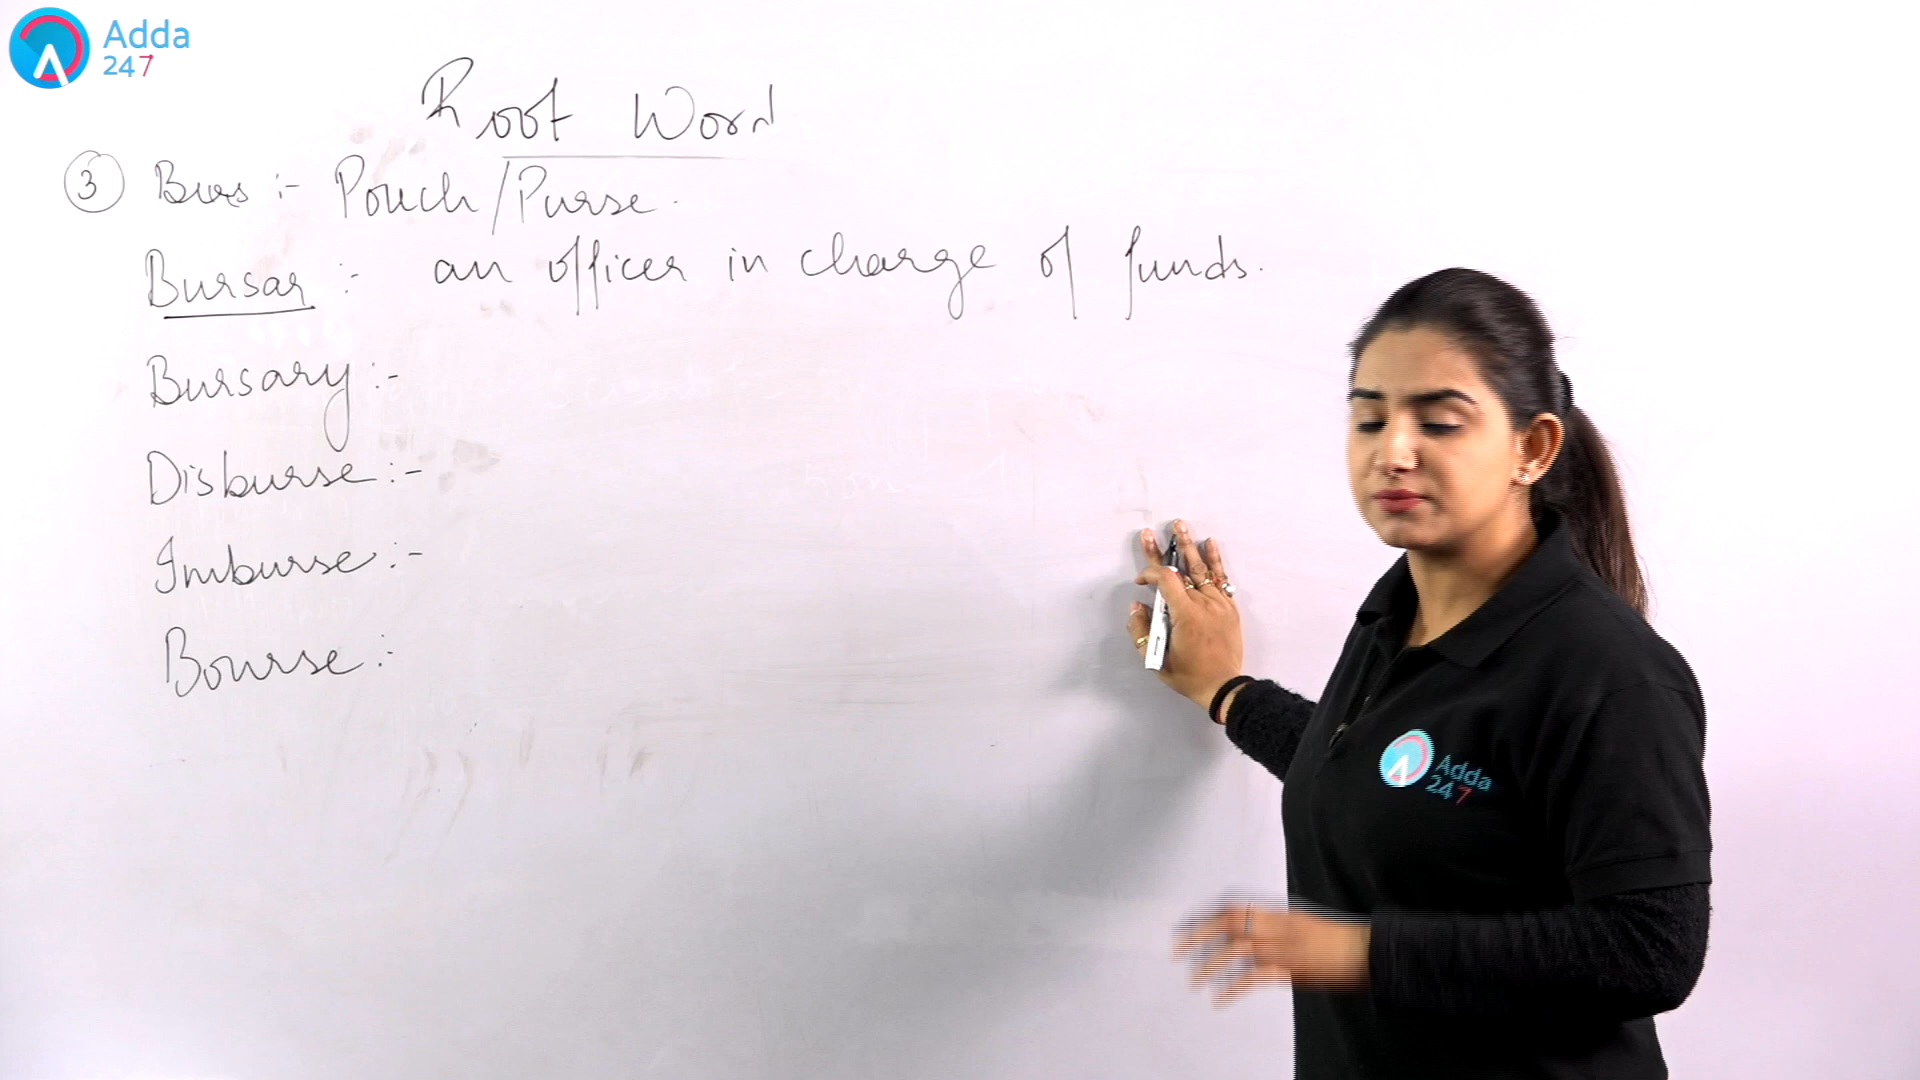 Adda
247
Root Word
3 Burs :- Pouch/Purse.
Bursar :- an officer in charge of funds.
Bursary :-
Disburse :-
Imburse :-
Bourse :-
Adda
247